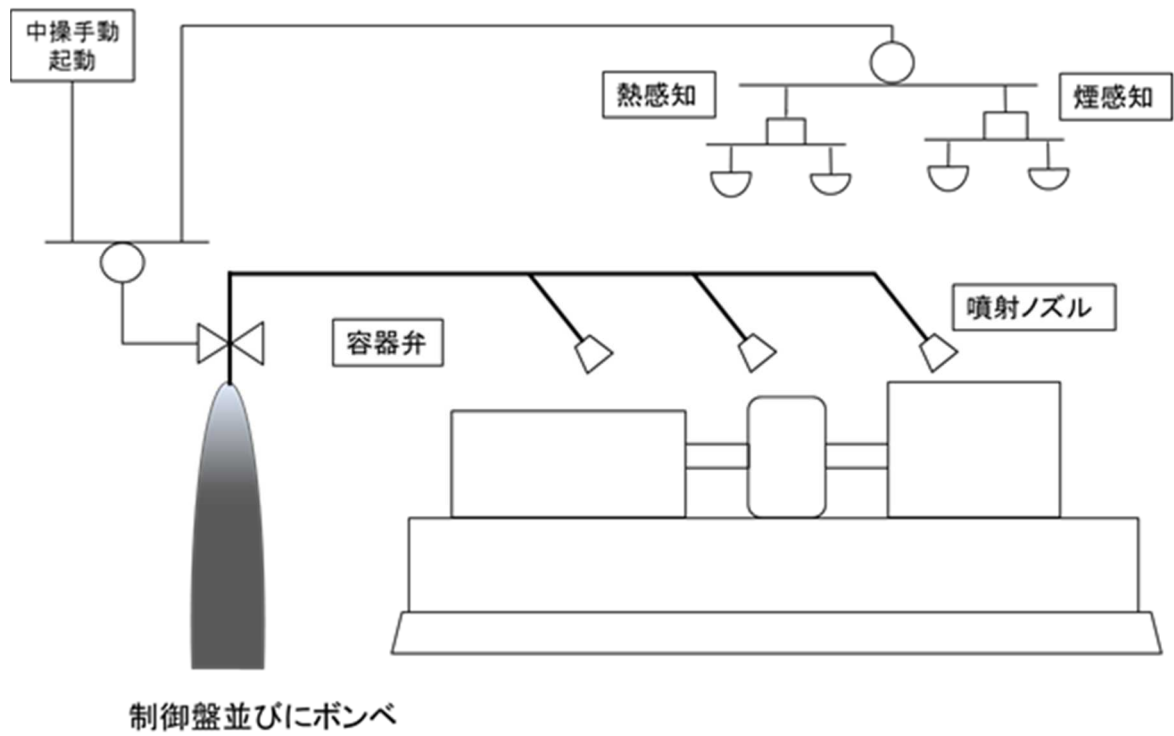 中操手動
起動
熱感知
煙感知
噴射ノズル
容器弁
制御盤並びにボンベ